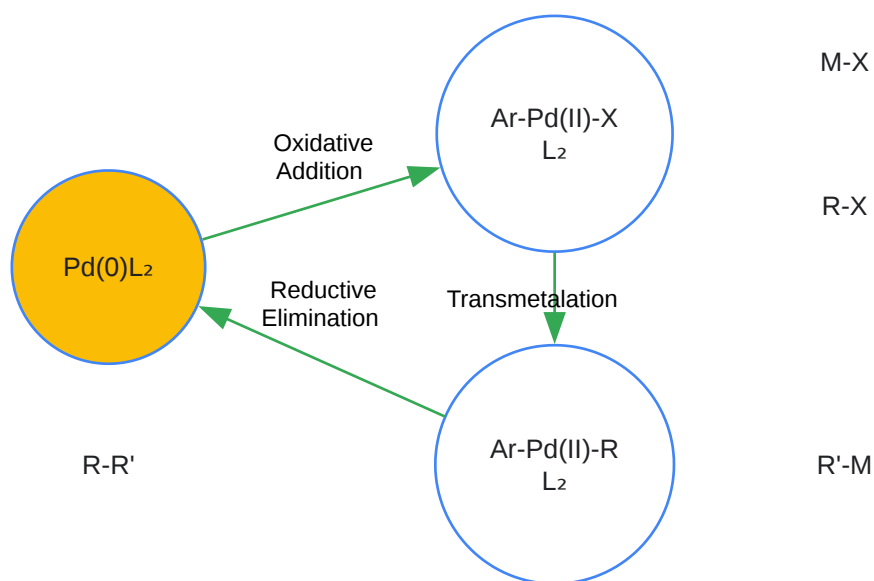 M-X
Ar-Pd(II)-X
L₂
Oxidative
Addition
R-X
Pd(0)L₂
Reductive
Elimination
Transmetalation
R-R'
Ar-Pd(II)-R
L₂
R'-M